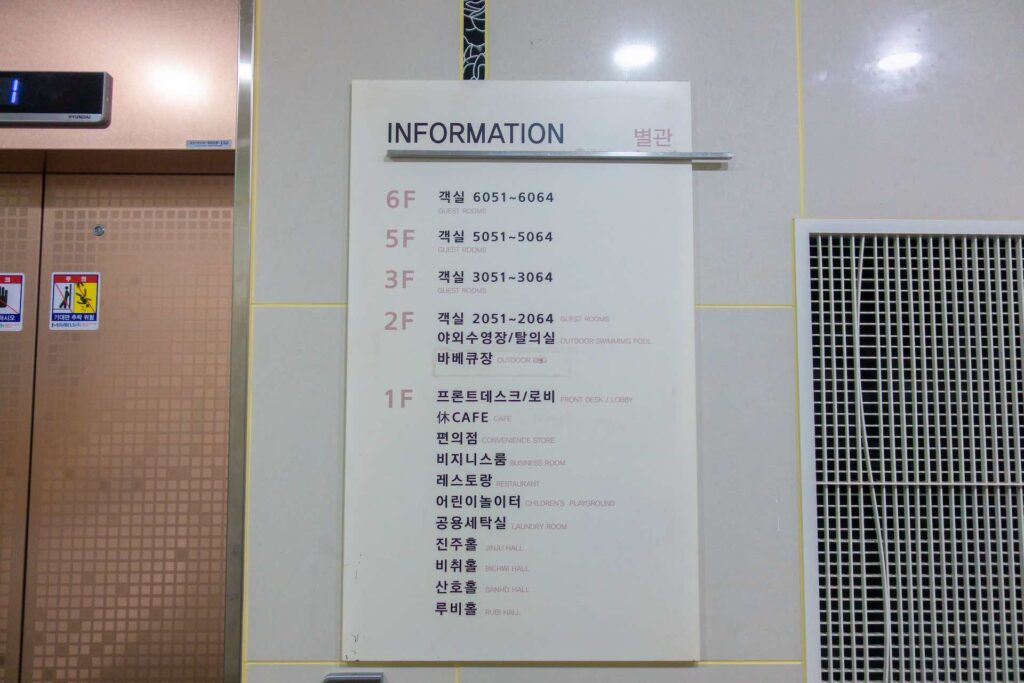 HYUNDAI
INFORMATION 별관
6F 객실 6051~6064
GUEST ROOMS
5F 객실 5051~5064
GUEST ROOMS
3F 객실 3051~3064
GUEST ROOMS
2F 객실 2051~2064 GUEST ROOMS
야외수영장/탈의실 OUTDOOR SWIMMING POOL
바베큐장 OUTDOOR BBQ
1F 프론트데스크/로비 FRONT DESK / LOBBY
休CAFE CAFE
편의점 CONVENIENCE STORE
비지니스룸 BUSINESS ROOM
레스토랑 RESTAURANT
어린이놀이터 CHILDREN'S PLAYGROUND
공용세탁실 LAUNDRY ROOM
진주홀 JINJU HALL
비취홀 BICHWI HALL
산호홀 SANHO HALL
루비홀 RUBI HALL
주의
기대면 추락 위험